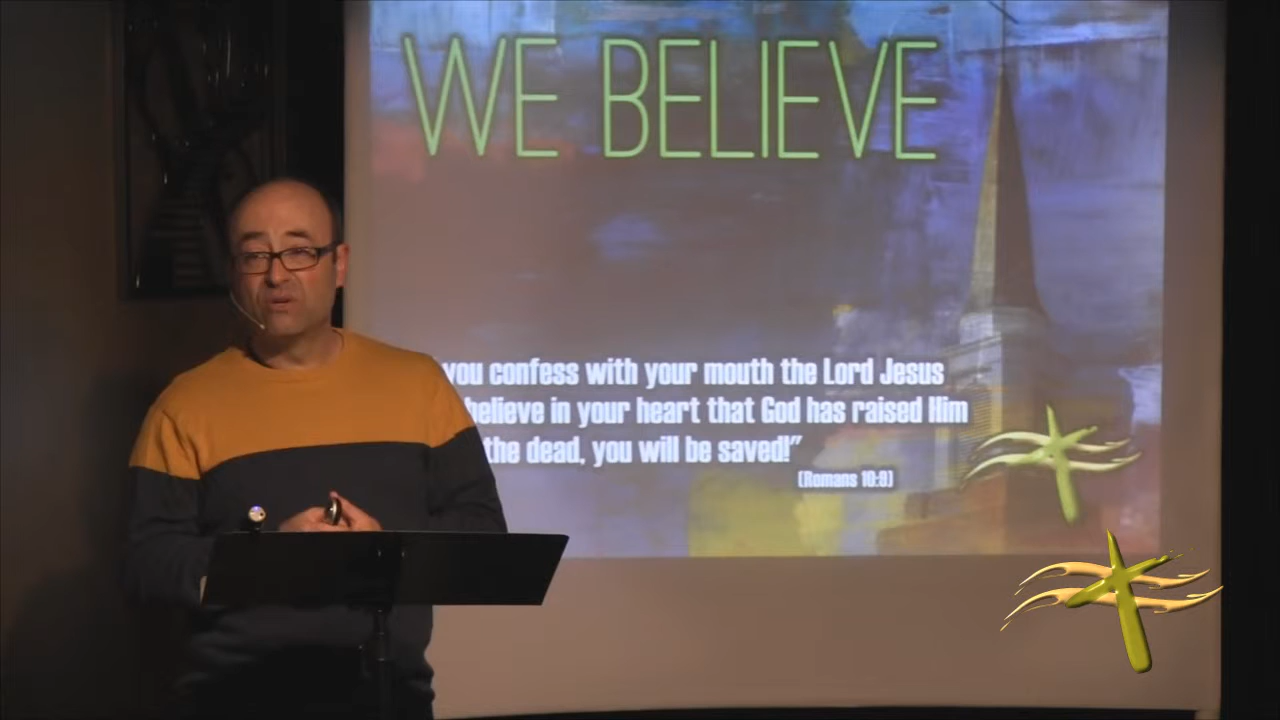 WE BELIEVE
you confess with your mouth the Lord Jesus
believe in your heart that God has raised Him
the dead, you will be saved!”
(Romans 10:9)